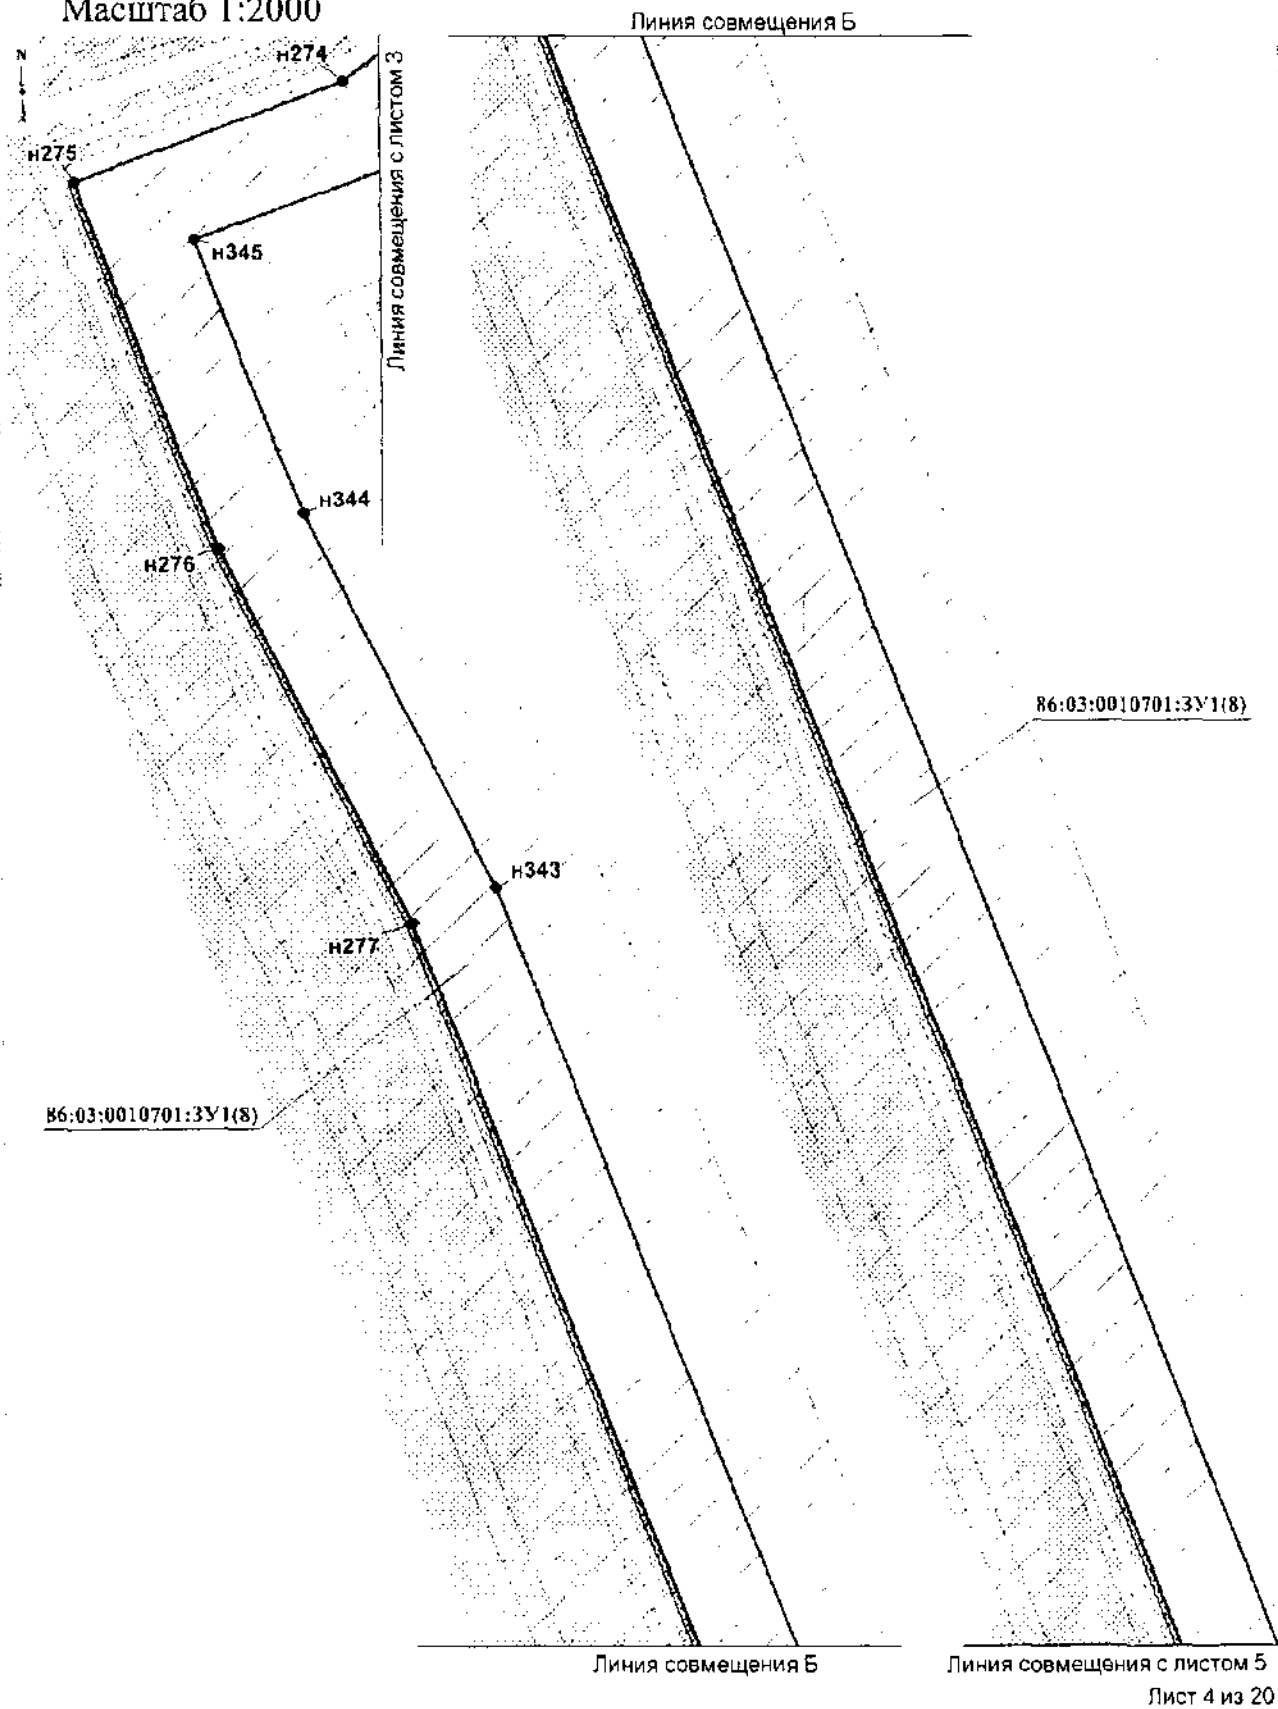 Масштаб 1:2000
Линия совмещения Б
N
н274
Линия совмещения с листом 3
н275
н345
н344
н276
86:03:0010701:ЗУ1(8)
н343
н277
86:03:0010701:ЗУ1(8)
Линия совмещения Б
Линия совмещения с листом 5
Лист 4 из 20